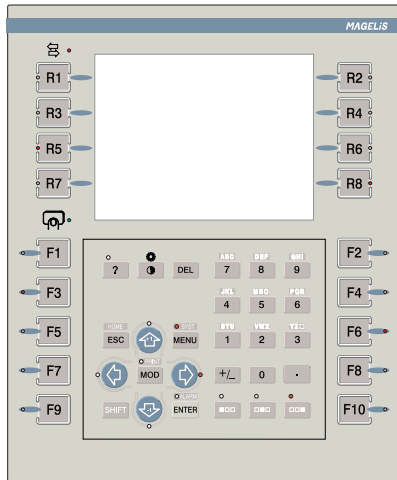 MAGELiS
R1 R2
R3 R4
R5 R6
R7 R8
F1 F2
ABC DEF GHI
? DEL 7 8 9
F3 F4
JKL MNO PQR
4 5 6
HOME SYST STU VWX YZ
F5 ESC MENU 1 2 3 F6
PRINT
F7 MOD +/_ 0 . F8
ALARM
F9 SHIFT ENTER F10